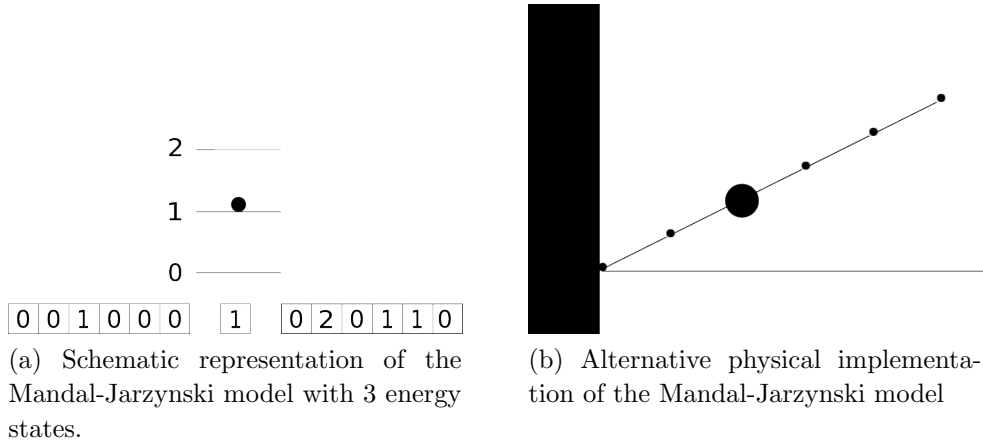 2
1
0
0 0 1 0 0 0 1 0 2 0 1 1 0
(a) Schematic representation of the
Mandal-Jarzynski model with 3 energy
states.
(b) Alternative physical implementa-
tion of the Mandal-Jarzynski model